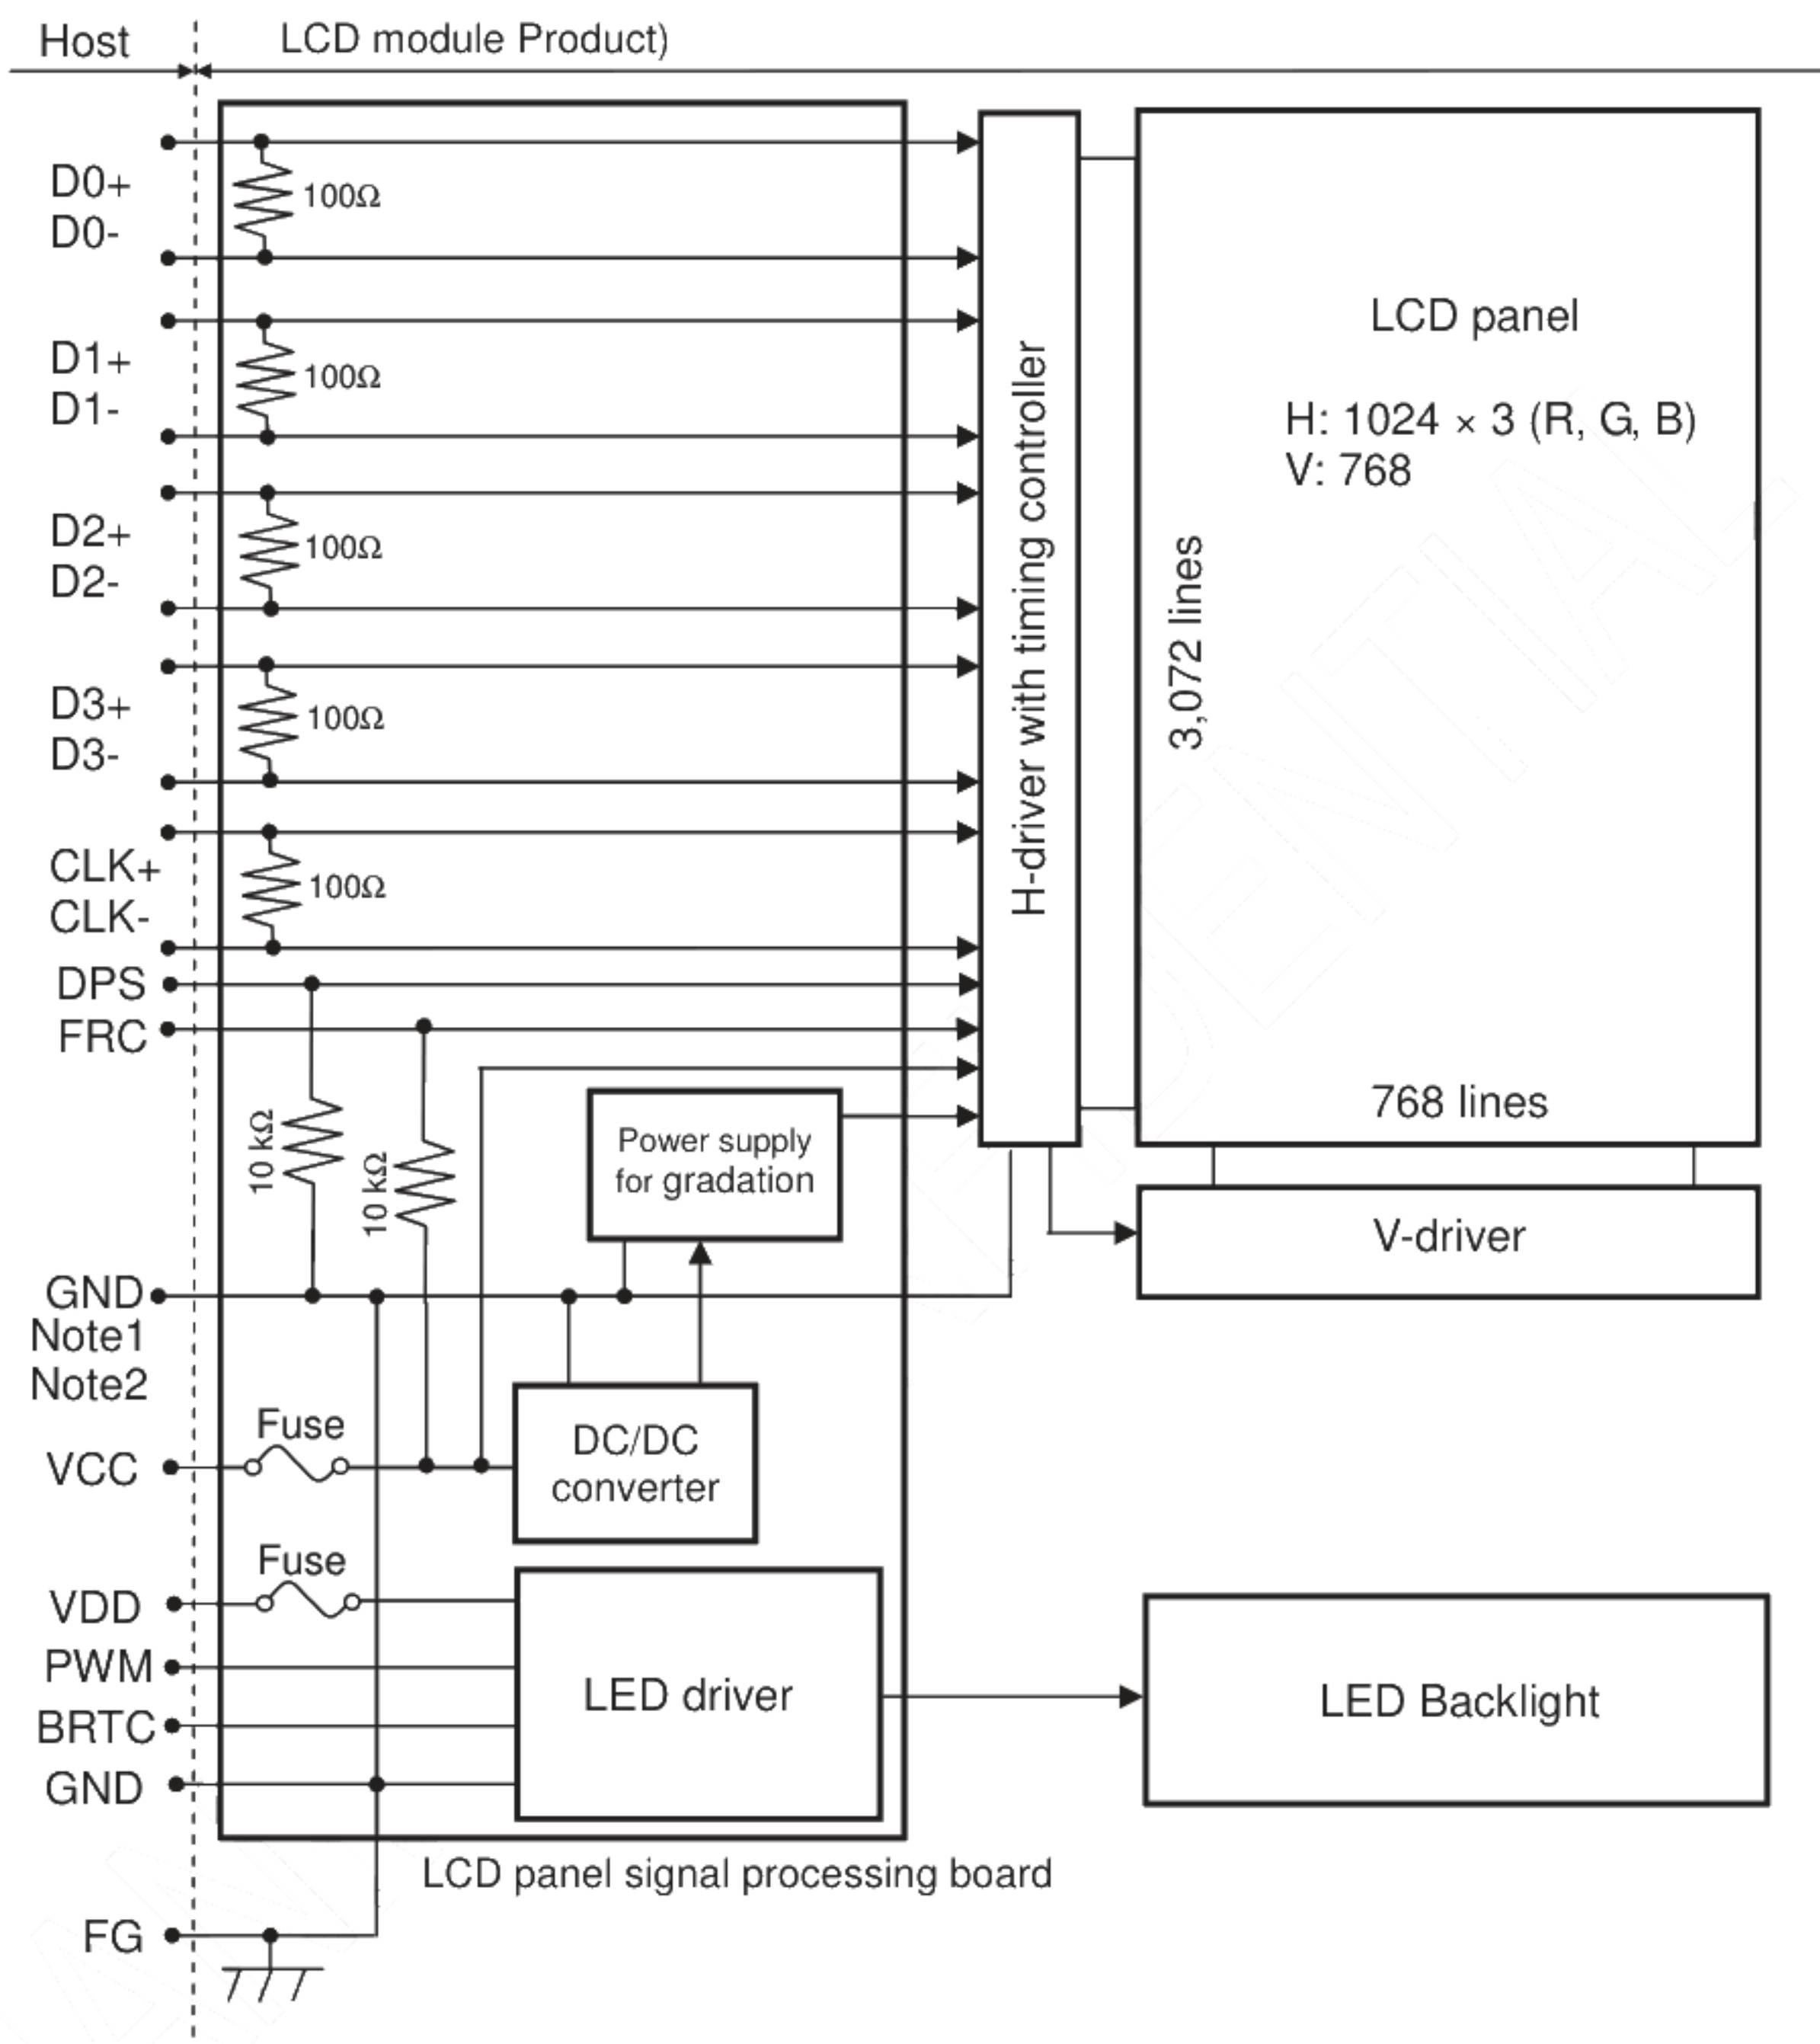 Host
LCD module Product)
D0+
D0-
100Ω
D1+
D1-
100Ω
D2+
D2-
100Ω
D3+
D3-
100Ω
CLK+
CLK-
100Ω
DPS
FRC
10 kΩ
10 kΩ
Power supply
for gradation
H-driver with timing controller
LCD panel
H: 1024 × 3 (R, G, B)
V: 768
3,072 lines
768 lines
V-driver
GND
Note1
Note2
Fuse
VCC
DC/DC
converter
Fuse
VDD
PWM
BRTC
GND
LED driver
LED Backlight
LCD panel signal processing board
FG